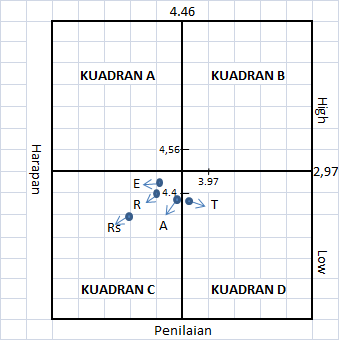 4.46
KUADRAN A
KUADRAN B
High
Harapan
4,56
2,97
3.97
E
4.4
R
T
A
Rs
Low
KUADRAN C
KUADRAN D
Penilaian